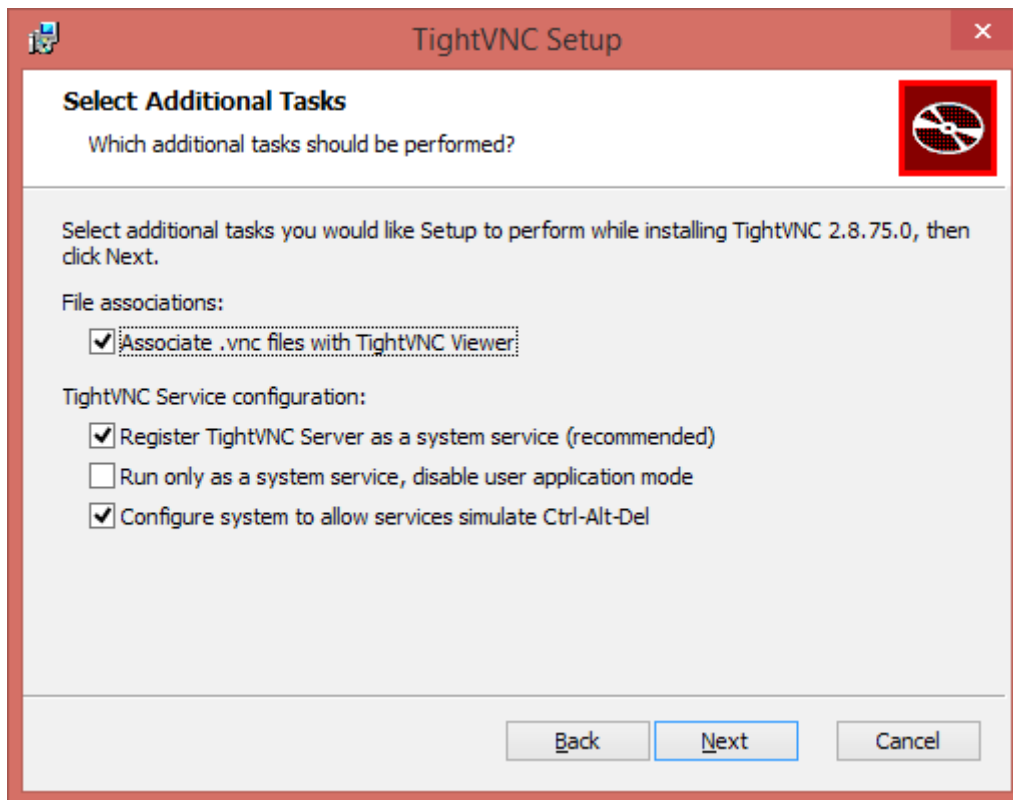 TightVNC Setup
Select Additional Tasks
Which additional tasks should be performed?
Select additional tasks you would like Setup to perform while installing TightVNC 2.8.75.0, then
click Next.
File associations:
Associate .vnc files with TightVNC Viewer
TightVNC Service configuration:
Register TightVNC Server as a system service (recommended)
Run only as a system service, disable user application mode
Configure system to allow services simulate Ctrl-Alt-Del
Back Next Cancel